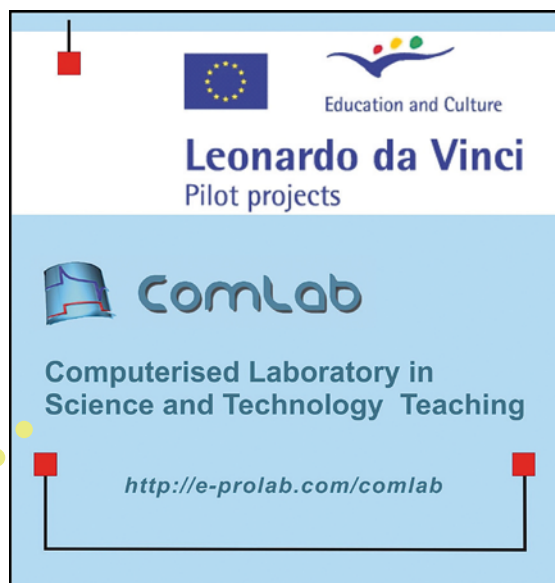 Education and Culture
Leonardo da Vinci
Pilot projects
ComLab
Computerised Laboratory in
Science and Technology Teaching
http://e-prolab.com/comlab